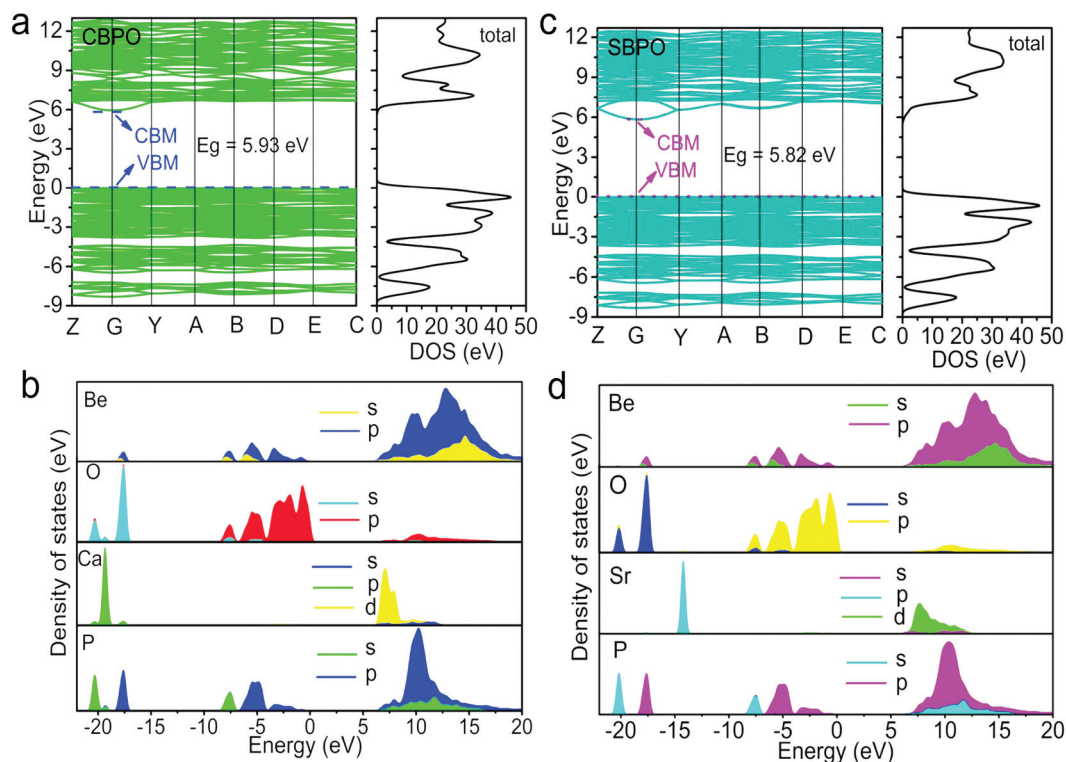 a
CBPO
total
12
9
6
3
0
-3
-6
-9
Energy (eV)
CBM
Eg = 5.93 eV
VBM
Z G Y A B D E C
0 10 20 30 40 50
DOS (eV)
c
SBPO
total
12
9
6
3
0
-3
-6
-9
Energy (eV)
CBM
Eg = 5.82 eV
VBM
Z G Y A B D E C
0 10 20 30 40 50
DOS (eV)
b
Density of states (eV)
Be
s
p
O
s
p
Ca
s
p
d
P
s
p
-20 -15 -10 -5 0 5 10 15 20
Energy (eV)
d
Density of states (eV)
Be
s
p
O
s
p
Sr
s
p
d
P
s
p
-20 -15 -10 -5 0 5 10 15 20
Energy (eV)